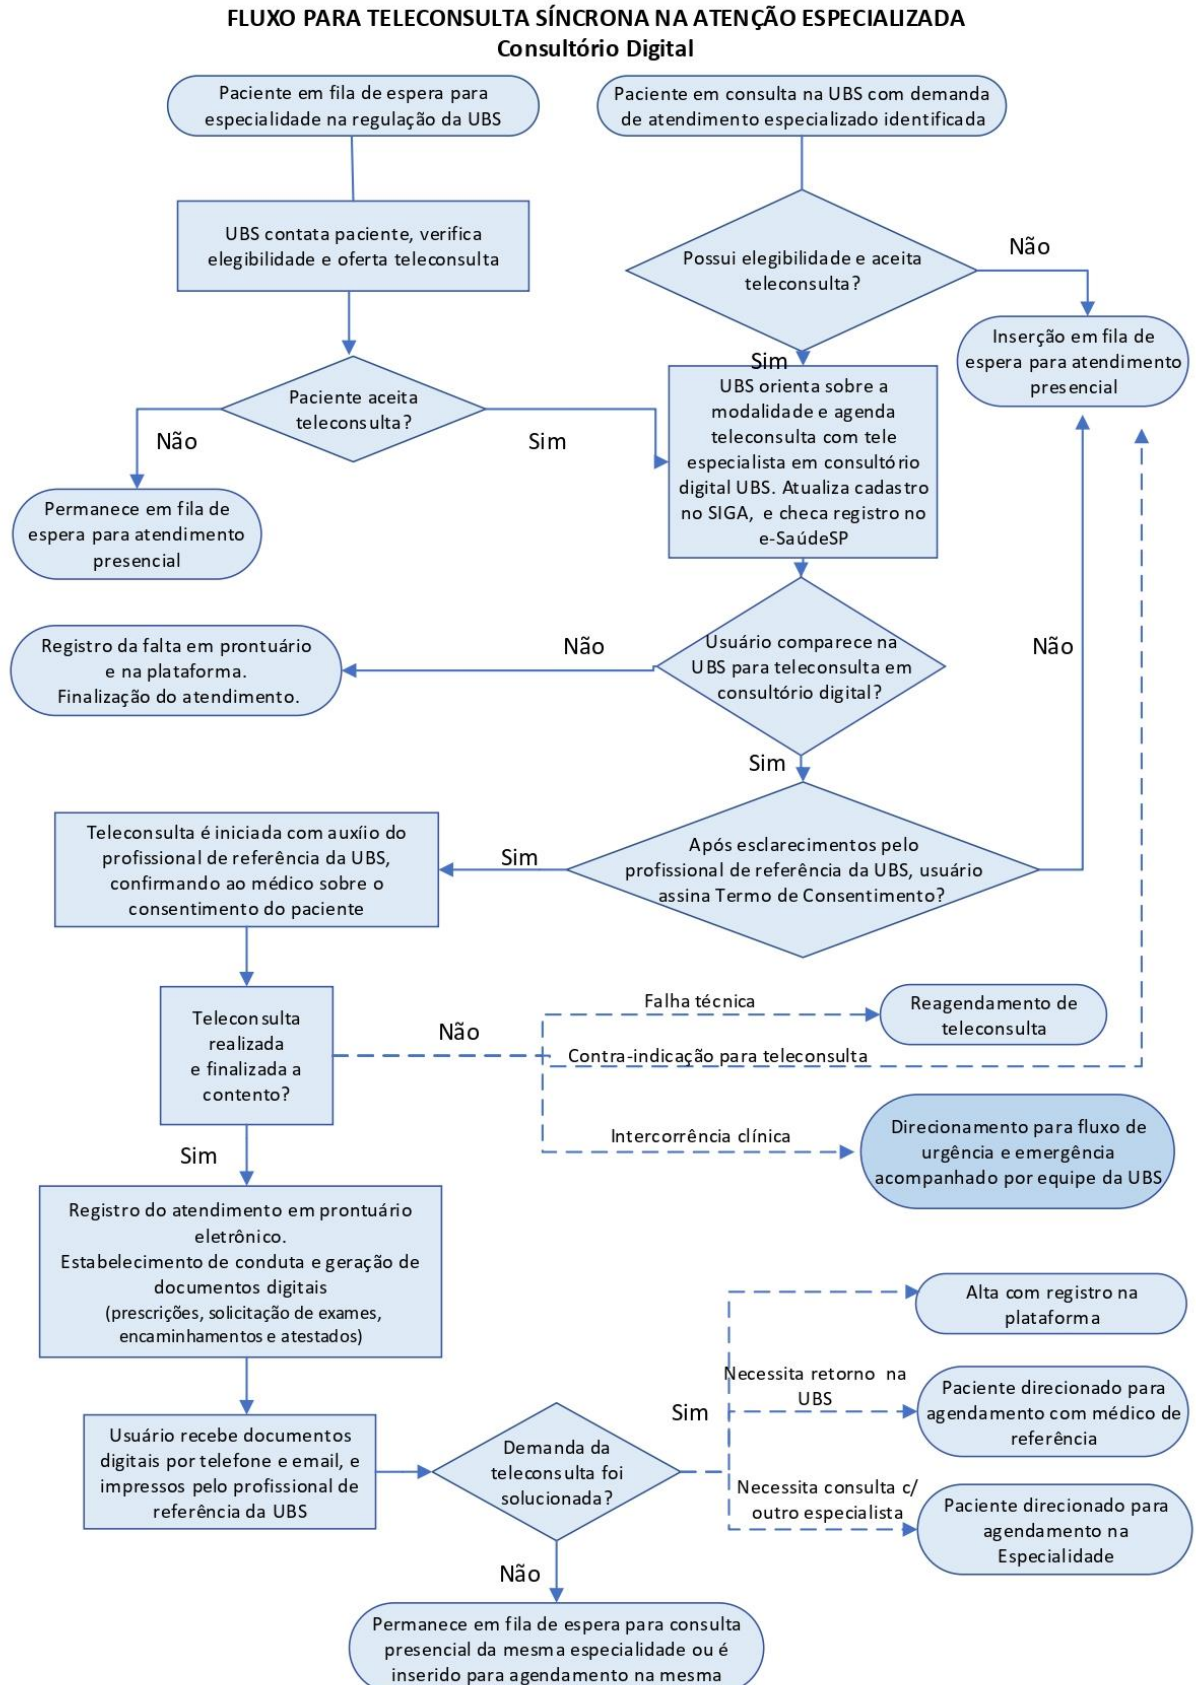 FLUXO PARA TELECONSULTA SÍNCRONA NA ATENÇÃO ESPECIALIZADA
Consultório Digital
Paciente em fila de espera para
especialidade na regulação da UBS
Paciente em consulta na UBS com demanda
de atendimento especializado identificada
UBS contata paciente, verifica
elegibilidade e oferta teleconsulta
Possui elegibilidade e aceita
teleconsulta?
Não
Inserção em fila de
espera para atendimento
presencial
Sim
Paciente aceita
teleconsulta?
Não
Sim
UBS orienta sobre a
modalidade e agenda
teleconsulta com tele
especialista em consultório
digital UBS. Atualiza cadastro
no SIGA, e checa registro no
e-SaúdeSP
Permanece em fila de
espera para atendimento
presencial
Registro da falta em prontuário
e na plataforma.
Finalização do atendimento.
Não
Usuário comparece na
UBS para teleconsulta em
consultório digital?
Não
Sim
Teleconsulta é iniciada com auxíio do
profissional de referência da UBS,
confirmando ao médico sobre o
consentimento do paciente
Sim
Após esclarecimentos pelo
profissional de referência da UBS, usuário
assina Termo de Consentimento?
Teleconsulta
realizada
e finalizada a
contento?
Não
Falha técnica
Reagendamento de
teleconsulta
Contra-indicação para teleconsulta
Intercorrência clínica
Direcionamento para fluxo de
urgência e emergência
acompanhado por equipe da UBS
Sim
Registro do atendimento em prontuário
eletrônico.
Estabelecimento de conduta e geração de
documentos digitais
(prescrições, solicitação de exames,
encaminhamentos e atestados)
Usuário recebe documentos
digitais por telefone e email, e
impressos pelo profissional de
referência da UBS
Demanda da
teleconsulta foi
solucionada?
Sim
Alta com registro na
plataforma
Necessita retorno na
UBS
Paciente direcionado para
agendamento com médico de
referência
Necessita consulta c/
outro especialista
Paciente direcionado para
agendamento na
Especialidade
Não
Permanece em fila de espera para consulta
presencial da mesma especialidade ou é
inserido para agendamento na mesma